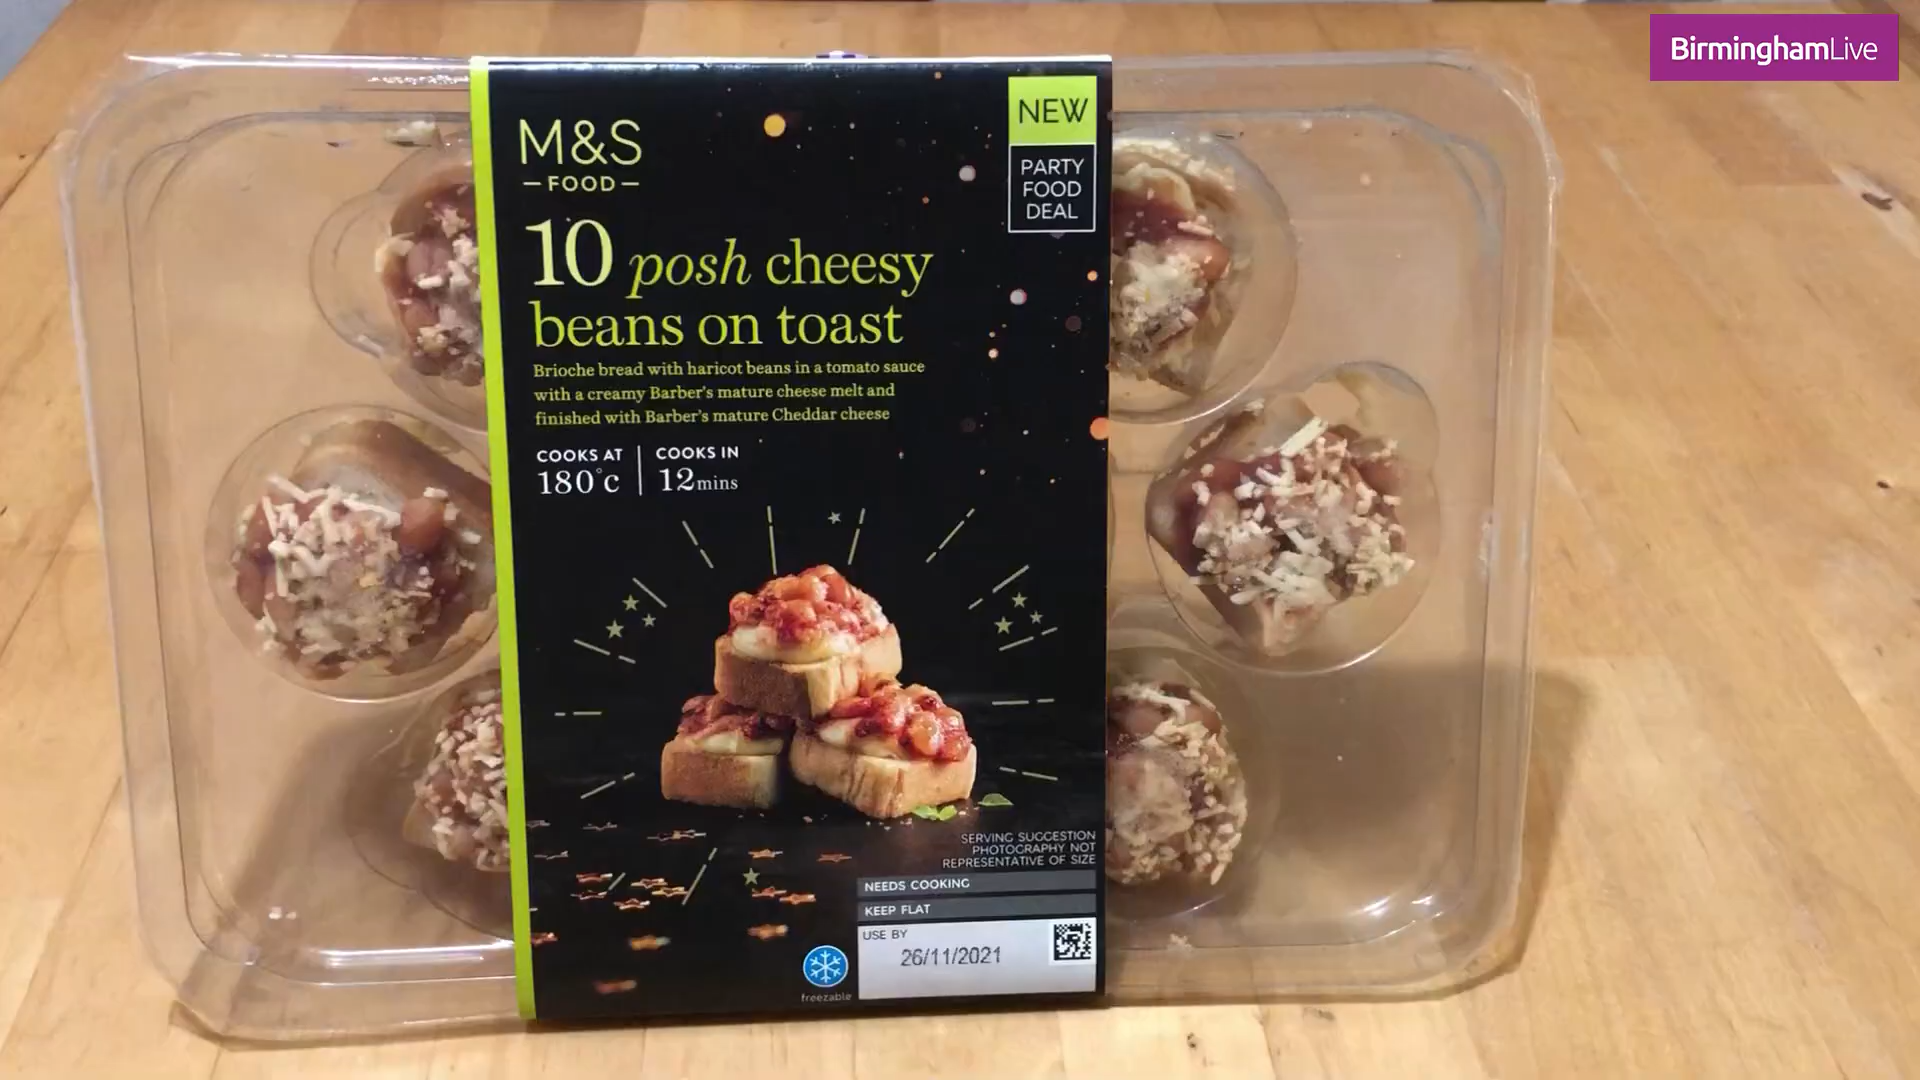 BirminghamLive
M&S
FOOD
NEW
PARTY
FOOD
DEAL
10 posh cheesy
beans on toast
Brioche bread with haricot beans in a tomato sauce
with a creamy Barber's mature cheese melt and
finished with Barber's mature Cheddar cheese
COOKS AT
180°c
COOKS IN
12mins
SERVING SUGGESTION
PHOTOGRAPHY NOT
REPRESENTATIVE OF SIZE
NEEDS COOKING
KEEP FLAT
USE BY
26/11/2021
freezable